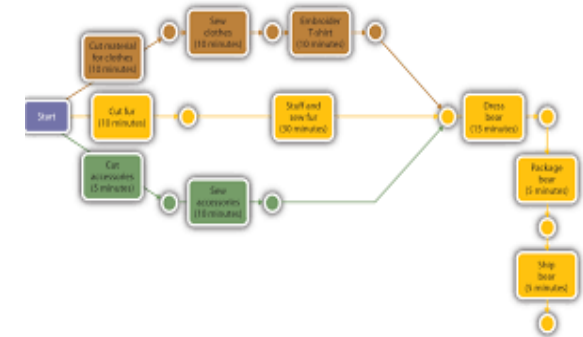 Sew
clothes
(10 minutes)
Embroider
T-shirt
(10 minutes)
Cut material
for clothes
(10 minutes)
Start
Cut fur
(10 minutes)
Stuff and
sew fur
(30 minutes)
Dress
bear
(15 minutes)
Cut
accessories
(5 minutes)
Sew
accessories
(10 minutes)
Package
bear
(5 minutes)
Ship
bear
(5 minutes)